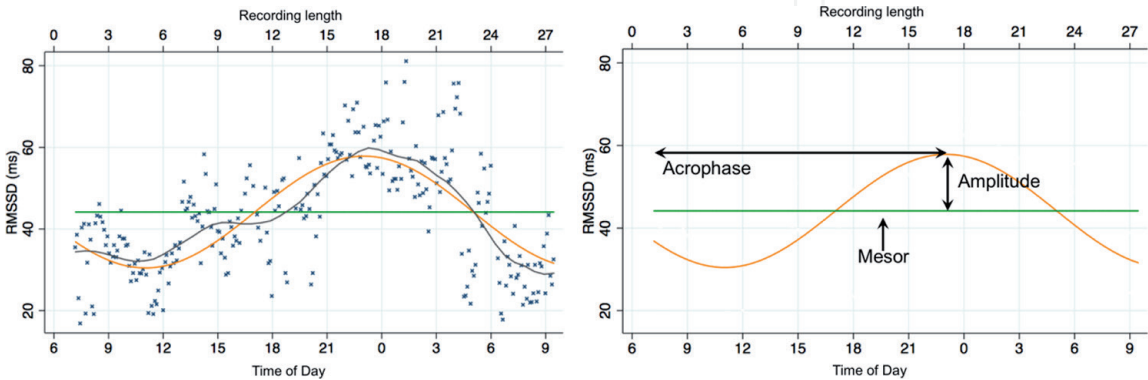 Recording length
0 3 6 9 12 15 18 21 24 27
80
60
40
20
RMSSD (ms)
6 9 12 15 18 21 0 3 6 9
Time of Day
Recording length
0 3 6 9 12 15 18 21 24 27
80
60
40
20
RMSSD (ms)
Acrophase
Amplitude
Mesor
6 9 12 15 18 21 0 3 6 9
Time of Day